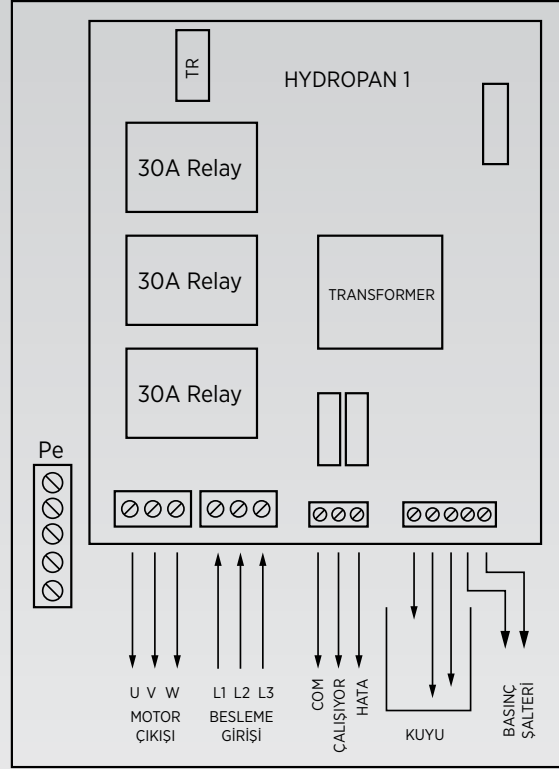 TR
HYDROPAN 1
30A Relay
30A Relay
TRANSFORMER
30A Relay
Pe
U V W
L1 L2 L3
MOTOR
ÇIKIŞI
BESLEME
GİRİŞİ
COM
ÇALIŞIYOR
HATA
KUYU
BASINÇ
ŞALTERİ